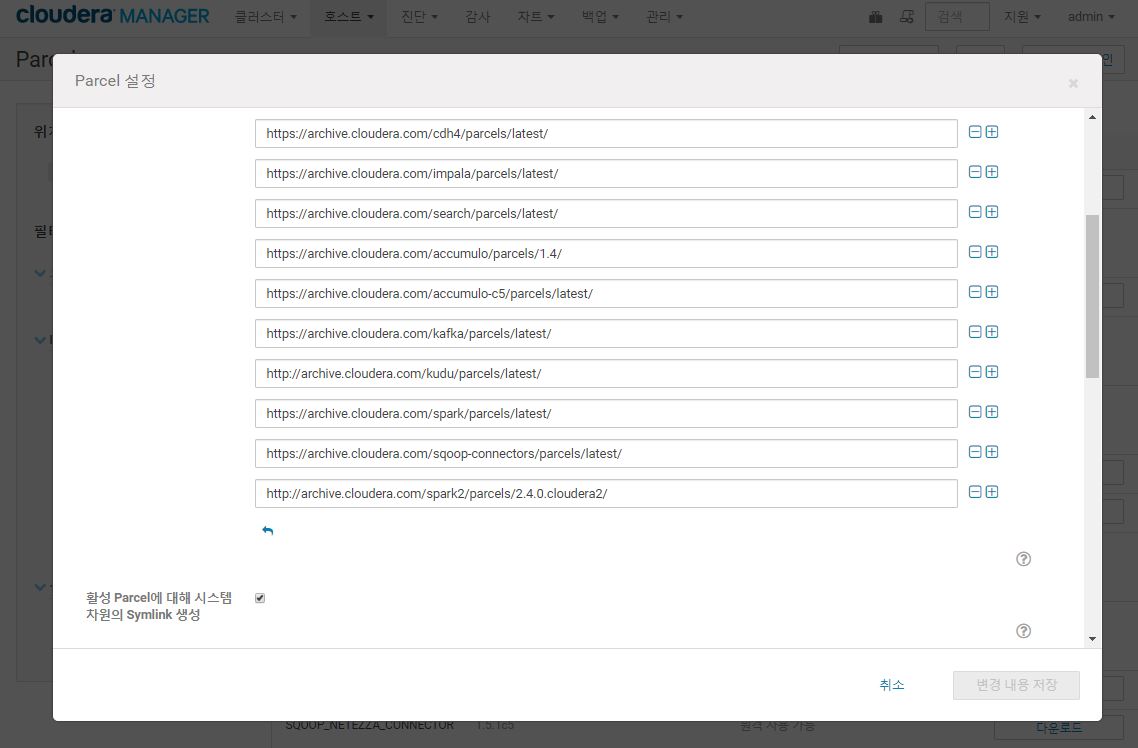 cloudera MANAGER 클러스터 호스트 진단 감사 차트 백업 관리 검색 지원 admin
Parcel 설정
https://archive.cloudera.com/cdh4/parcels/latest/
https://archive.cloudera.com/impala/parcels/latest/
https://archive.cloudera.com/search/parcels/latest/
https://archive.cloudera.com/accumulo/parcels/1.4/
https://archive.cloudera.com/accumulo-c5/parcels/latest/
https://archive.cloudera.com/kafka/parcels/latest/
http://archive.cloudera.com/kudu/parcels/latest/
https://archive.cloudera.com/spark/parcels/latest/
https://archive.cloudera.com/sqoop-connectors/parcels/latest/
http://archive.cloudera.com/spark2/parcels/2.4.0.cloudera2/
활성 Parcel에 대해 시스템
차원의 Symlink 생성
취소 변경 내용 저장
SQOOP_NETEZZA_CONNECTOR 1.5.1c5 원격 사용 가능 다운로드